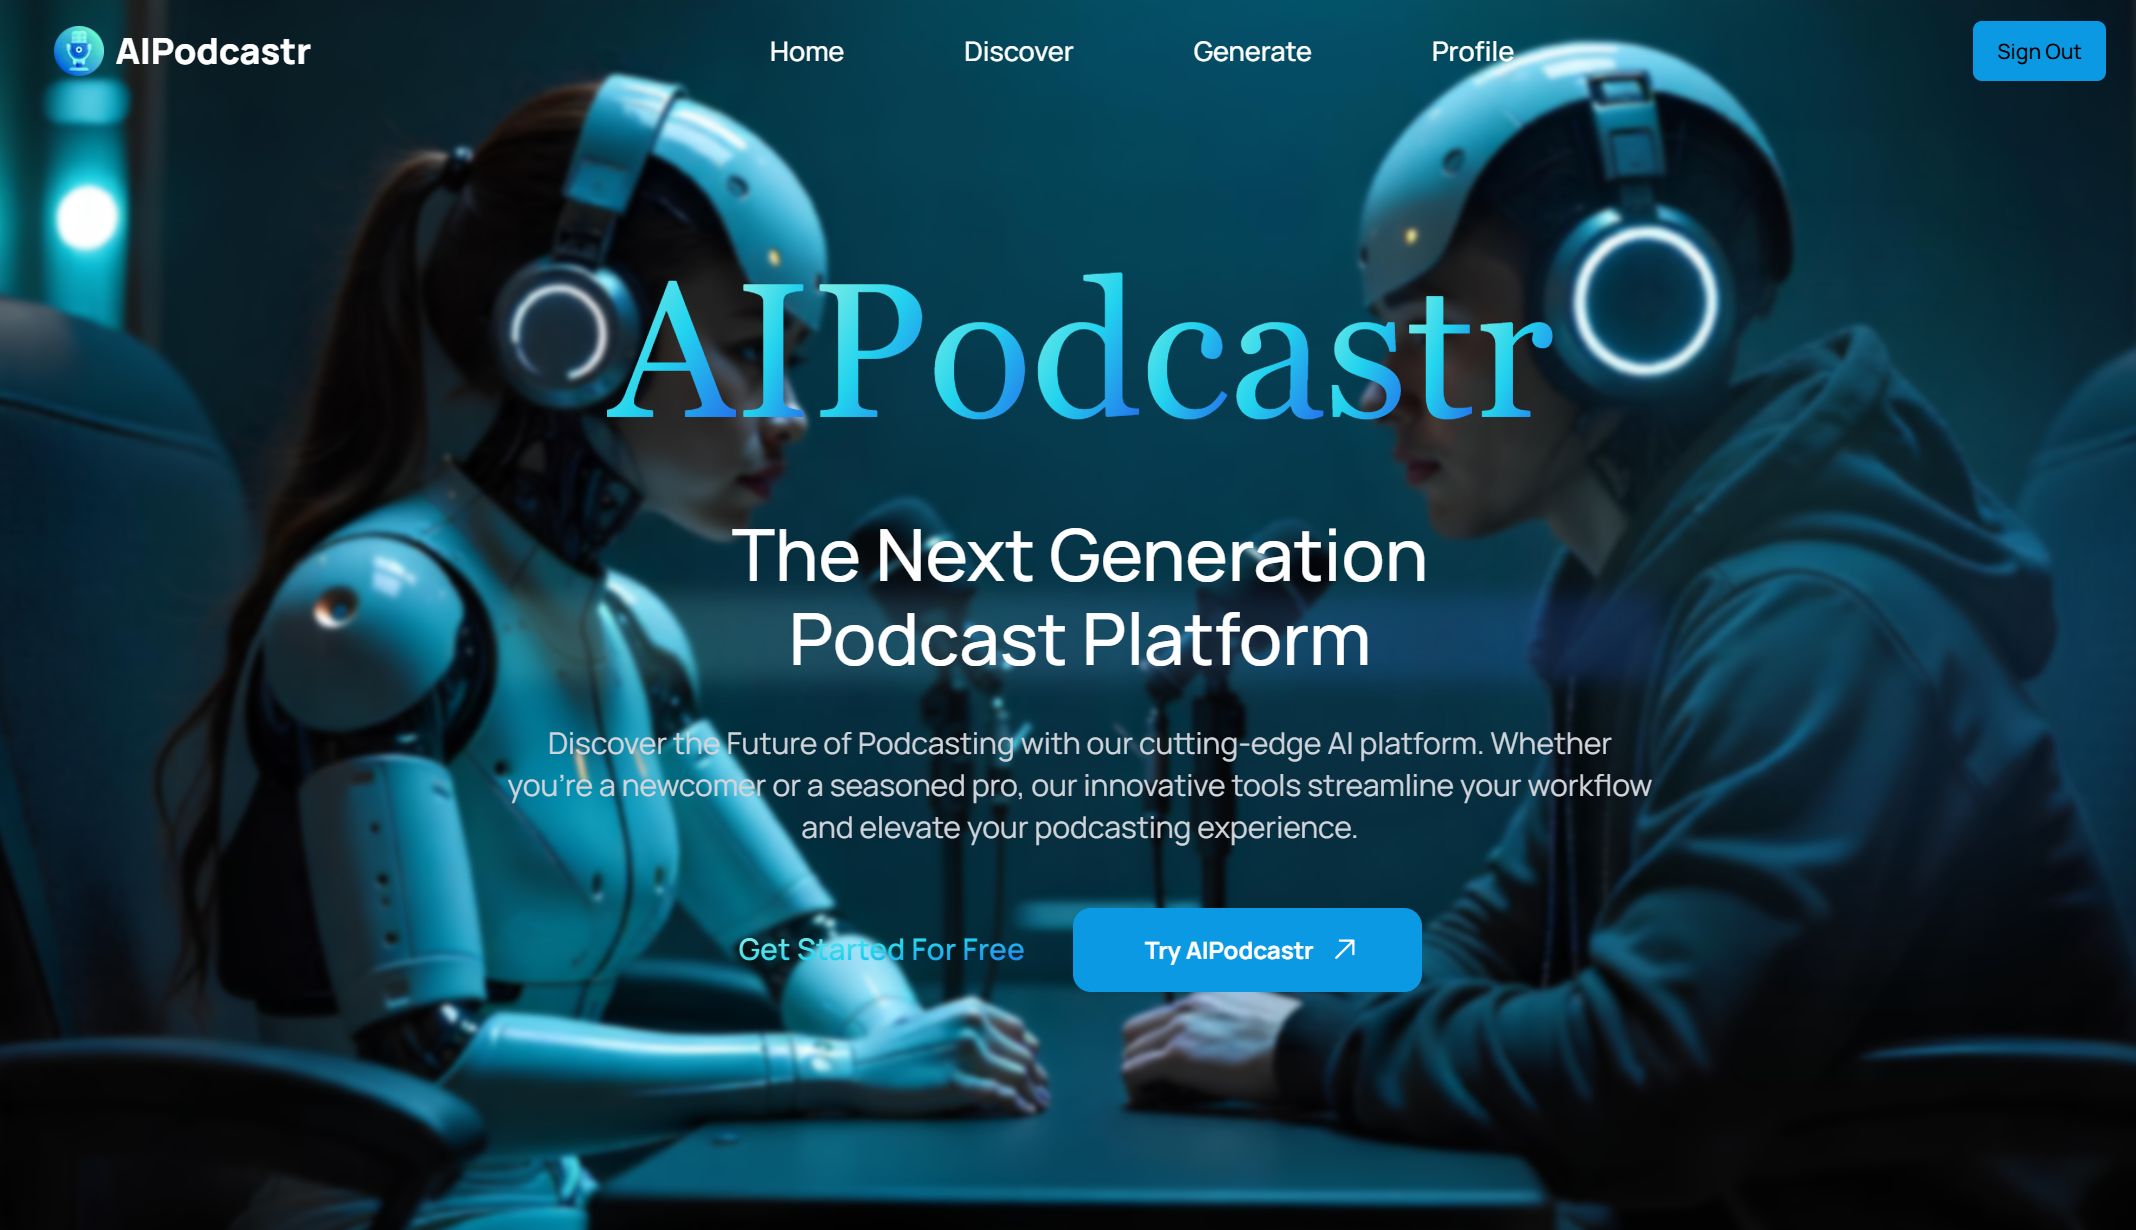 AIPodcastr
Home
Discover
Generate
Profile
Sign Out
AIPodcastr
The Next Generation
Podcast Platform
Discover the Future of Podcasting with our cutting-edge AI platform. Whether
you're a newcomer or a seasoned pro, our innovative tools streamline your workflow
and elevate your podcasting experience.
Get Started For Free
Try AIPodcastr